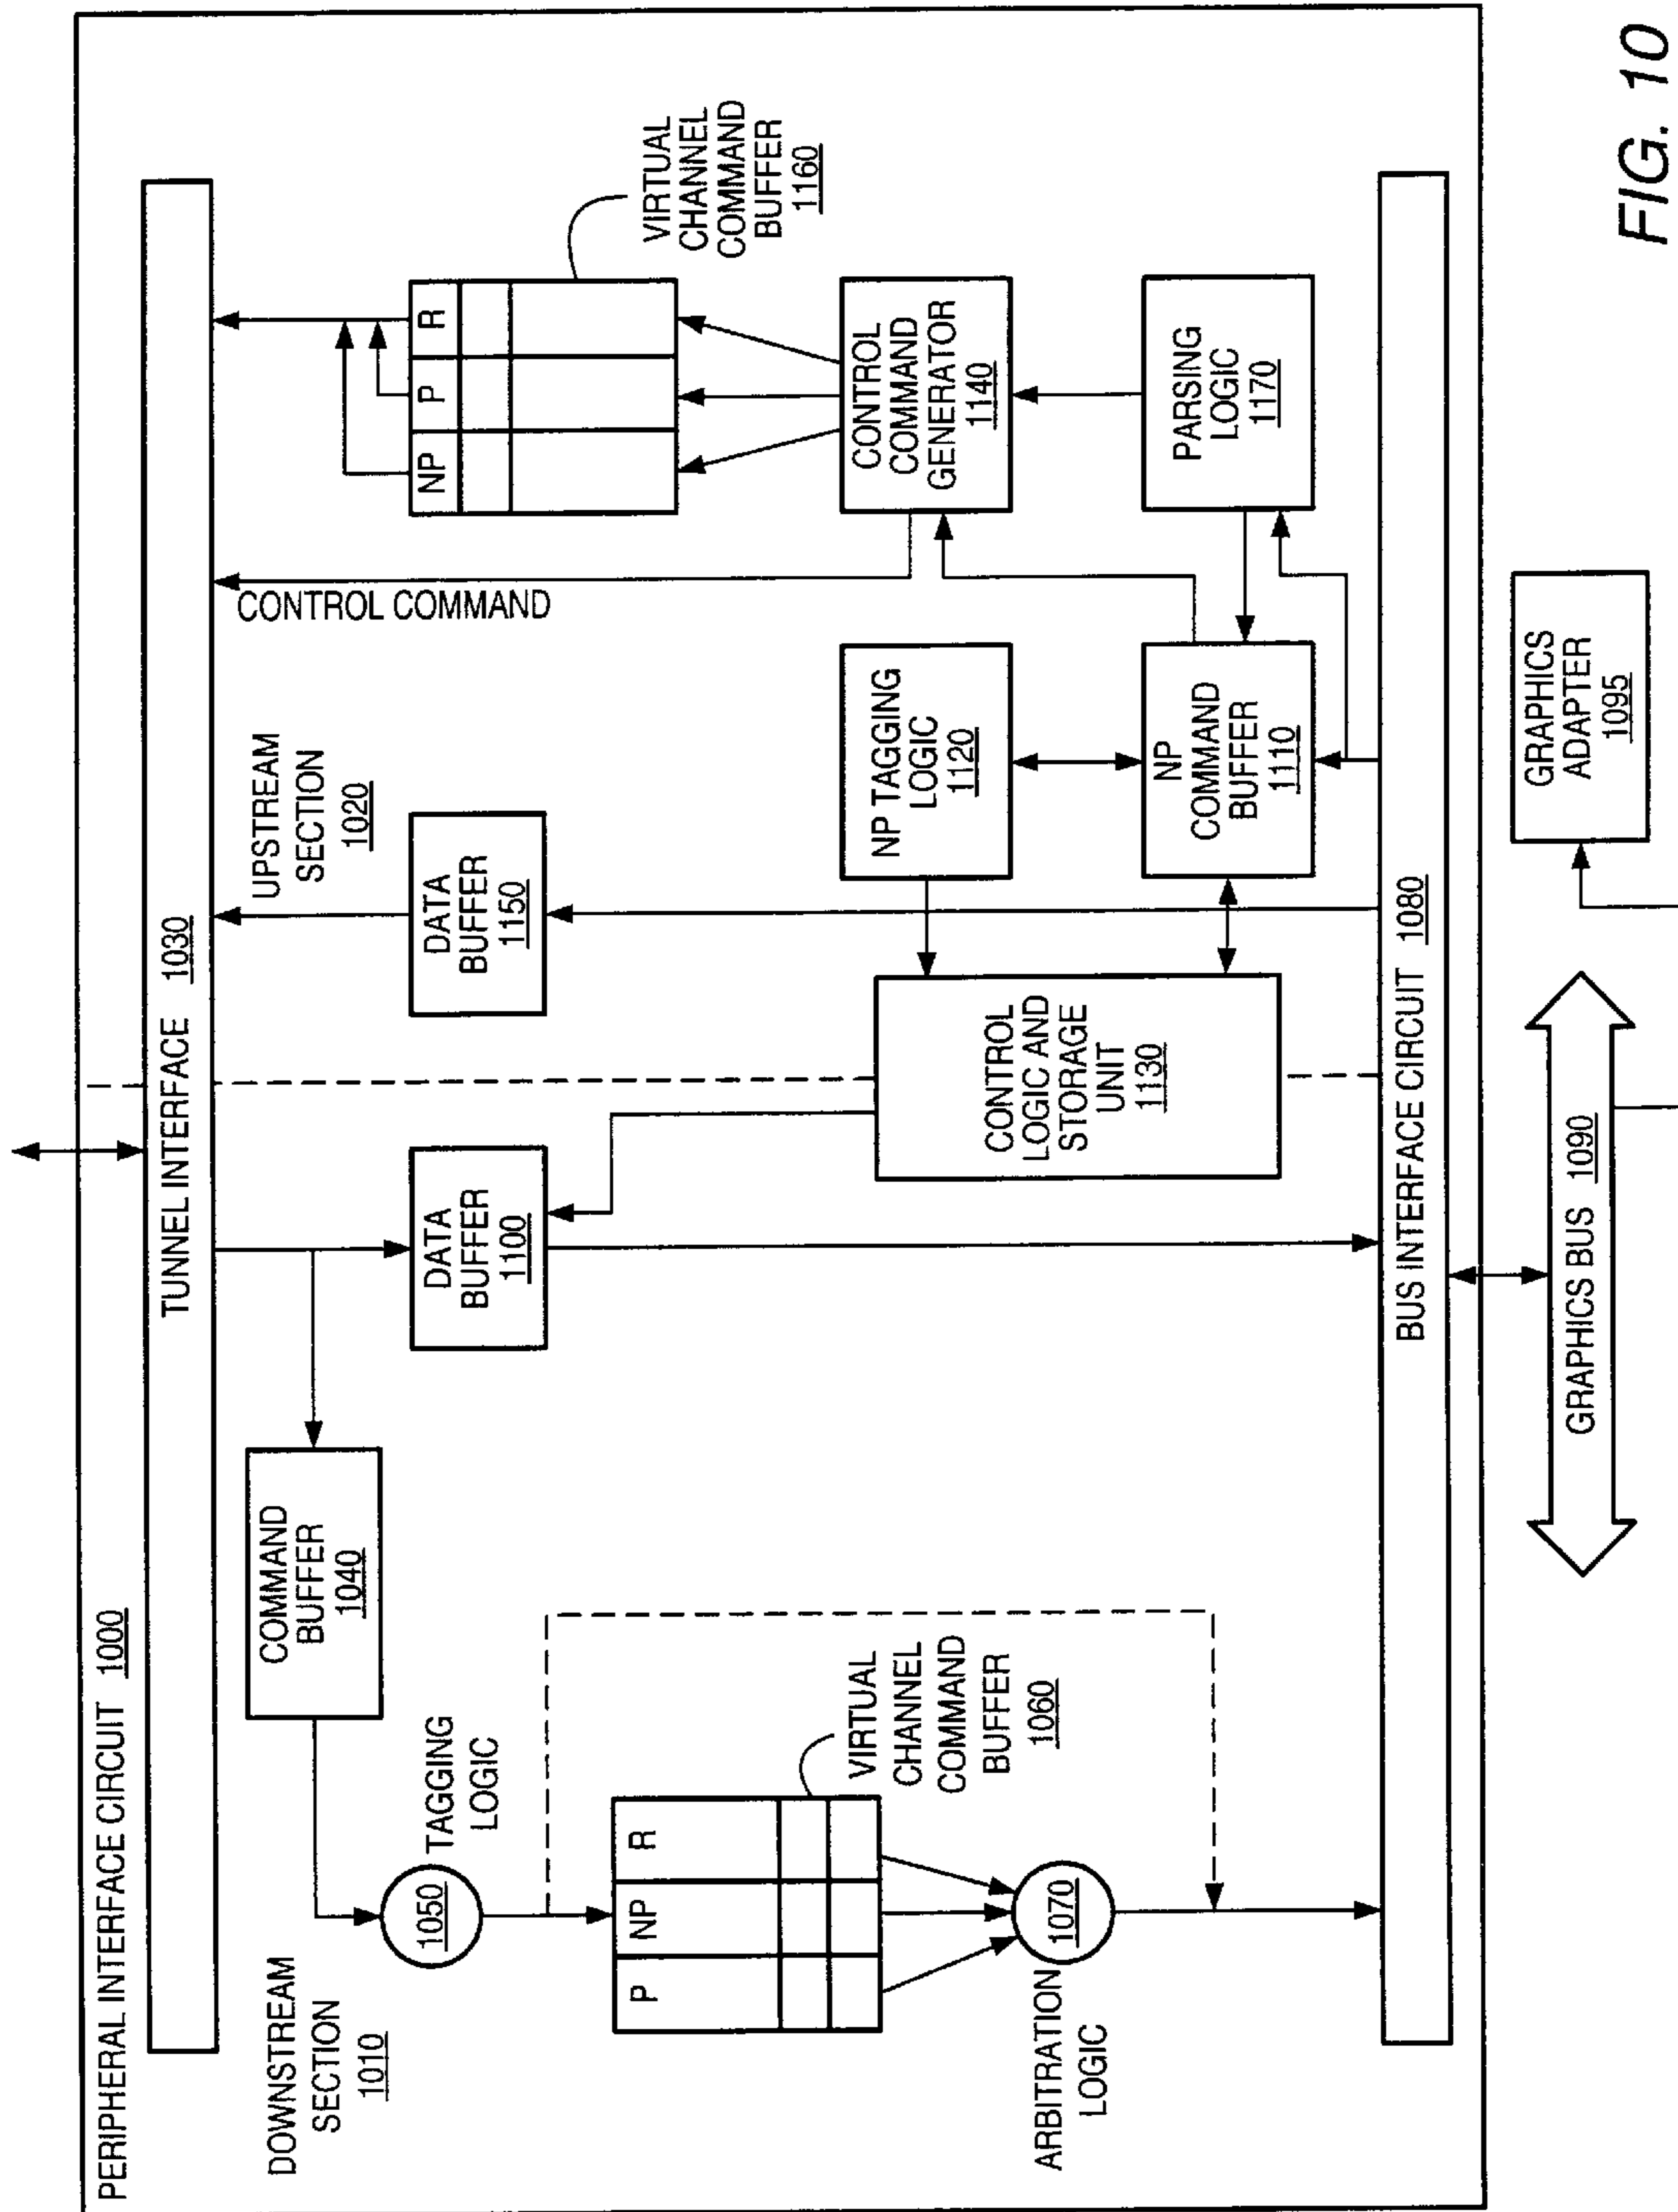 PERIPHERAL INTERFACE CIRCUIT 1000
TUNNEL INTERFACE 1030
DOWNSTREAM
SECTION
1010
COMMAND
BUFFER
1040
UPSTREAM
SECTION
1020
CONTROL COMMAND
1050
TAGGING
LOGIC
DATA
BUFFER
1100
DATA
BUFFER
1150
NP P R
VIRTUAL
CHANNEL
COMMAND
BUFFER
1160
P NP R
VIRTUAL
CHANNEL
COMMAND
BUFFER
1060
CONTROL
LOGIC AND
STORAGE
UNIT
1130
NP TAGGING
LOGIC
1120
CONTROL
COMMAND
GENERATOR
1140
ARBITRATION
LOGIC
1070
NP
COMMAND
BUFFER
1110
PARSING
LOGIC
1170
BUS INTERFACE CIRCUIT 1080
GRAPHICS BUS 1090
GRAPHICS
ADAPTER
1095
FIG. 10